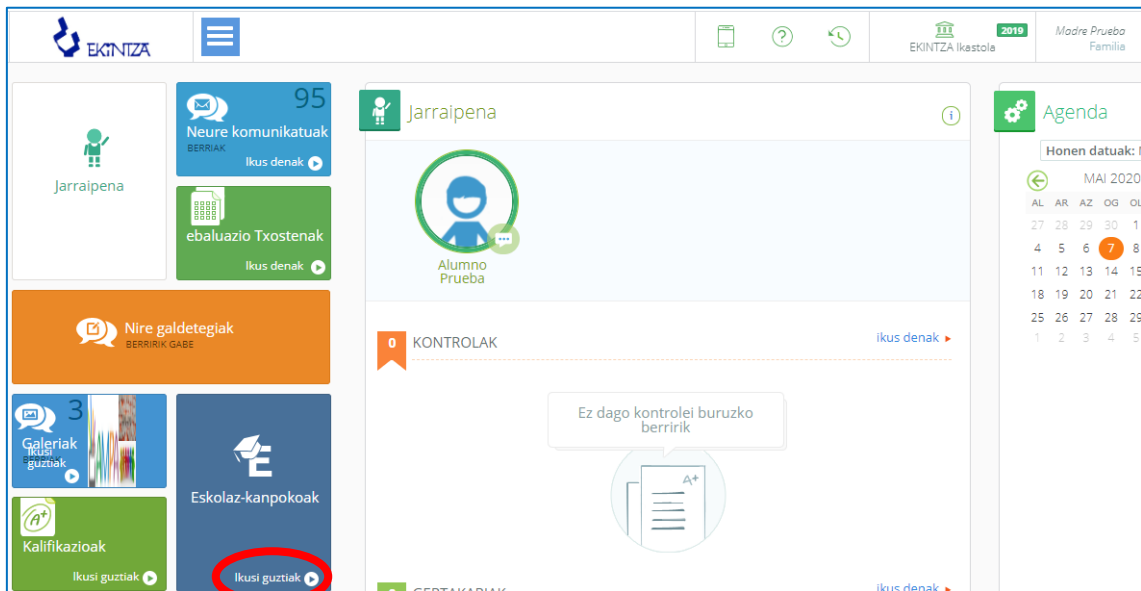 EKINTZA
?
EKINTZA Ikastola
2019
Madre Prueba
Familia
Jarraipena
95
Neure komunikatuak
BERRIAK
Ikus denak
ebaluazio Txostenak
Ikus denak
Nire galdetegiak
BERRIRIK GABE
3
Galeriak
Ikusi
guztiak
A+
Kalifikazioak
Ikusi guztiak
E
Eskolaz-kanpokoak
Ikusi guztiak
Jarraipena
i
Alumno
Prueba
0 KONTROLAK
ikus denak
Ez dago kontrolei buruzko
berririk
A+
GERTAKARIAK
ikus denak
Agenda
Honen datuak:
MAI 2020
AL AR AZ OG
27 28 29 30 1
4 5 6 7 8
11 12 13 14 15
18 19 20 21 22
25 26 27 28 29
1 2 3 4 5